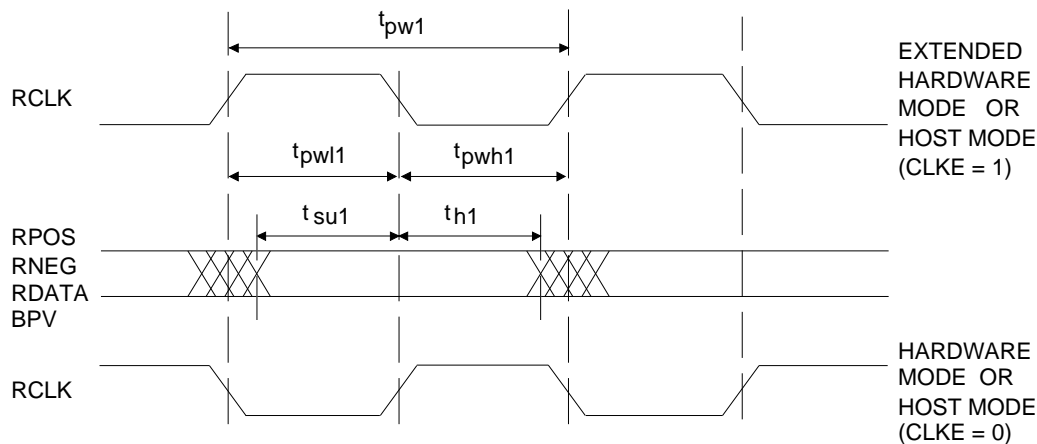 tpw1
RCLK
EXTENDED
HARDWARE
MODE OR
HOST MODE
(CLKE = 1)
tpwl1
tpwh1
tsu1
th1
RPOS
RNEG
RDATA
BPV
RCLK
HARDWARE
MODE OR
HOST MODE
(CLKE = 0)